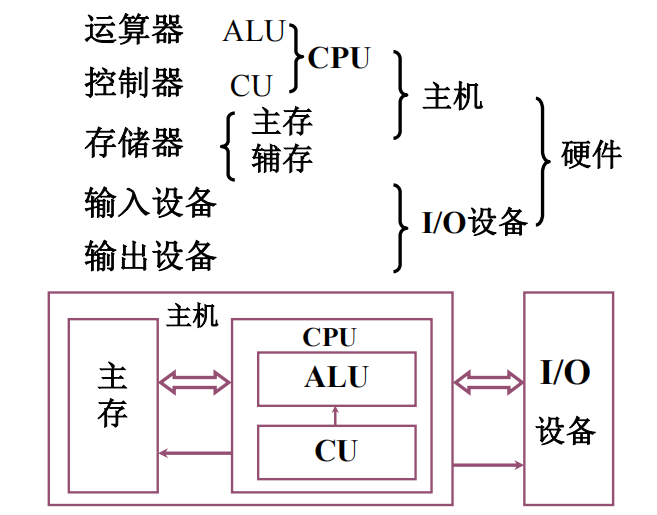 运算器 ALU
CPU
控制器 CU
主机
存储器 主存
辅存
硬件
输入设备
I/O设备
输出设备
主机
CPU
主存
ALU
CU
I/O
设备